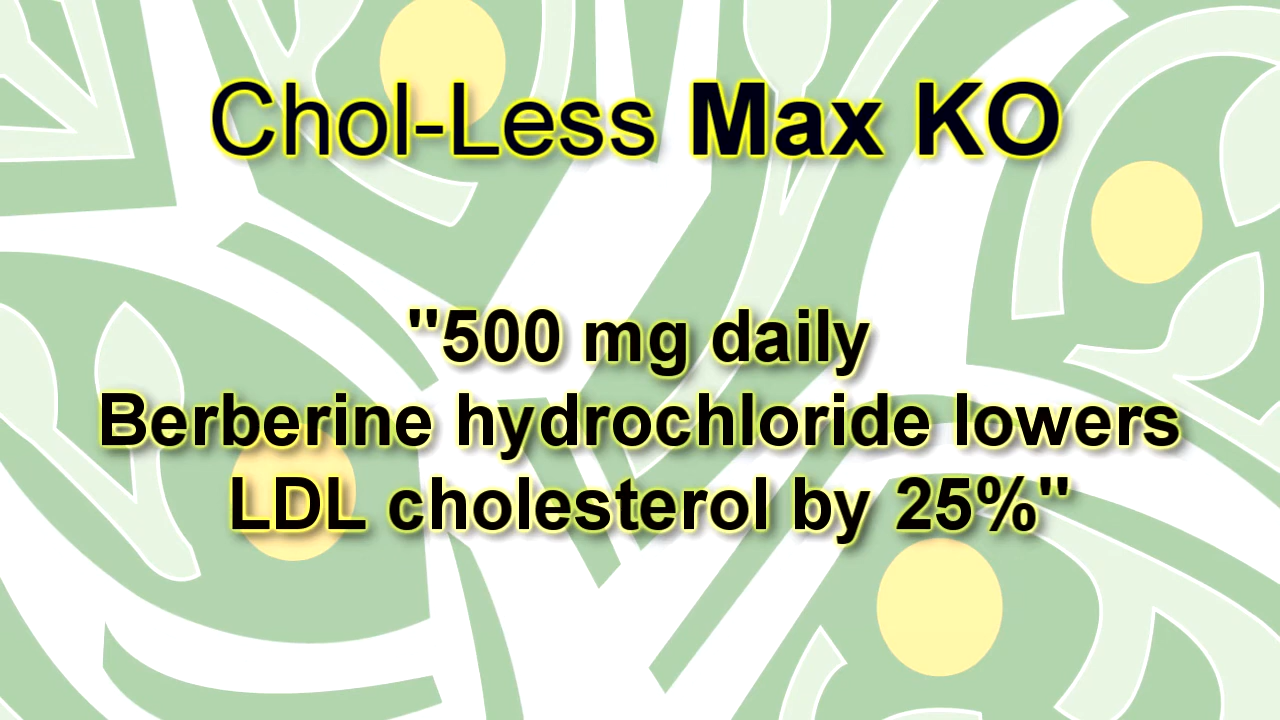 Chol-Less Max KO
"500 mg daily
Berberine hydrochloride lowers
LDL cholesterol by 25%"